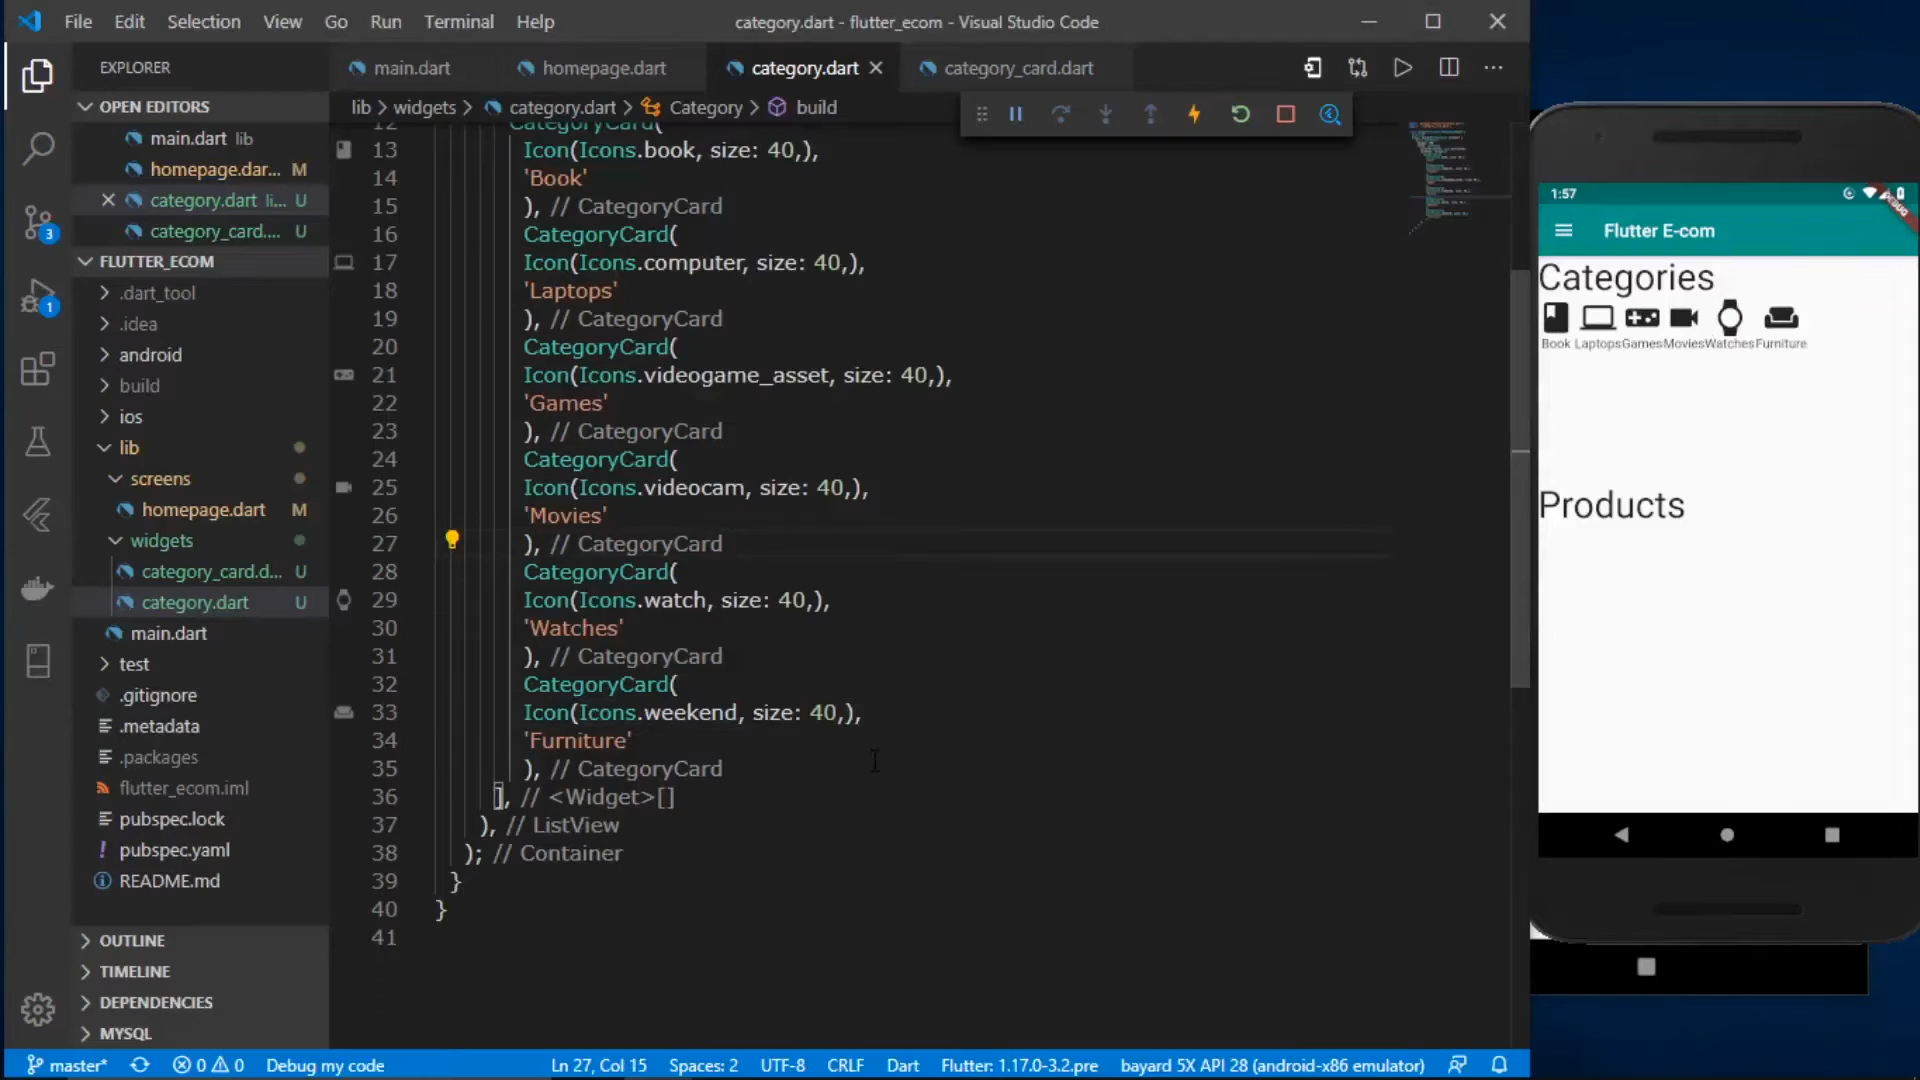 File Edit Selection View Go Run Terminal Help
category.dart - flutter_ecom - Visual Studio Code
EXPLORER
OPEN EDITORS
main.dart lib
homepage.dar... M
category.dart li... U
category_card.... U
FLUTTER_ECOM
.dart_tool
.idea
android
build
ios
lib
screens
homepage.dart M
widgets
category_card.d... U
category.dart U
main.dart
test
.gitignore
.metadata
.packages
flutter_ecom.iml
pubspec.lock
pubspec.yaml
README.md
OUTLINE
TIMELINE
DEPENDENCIES
MYSQL
3
1
main.dart homepage.dart category.dart category_card.dart
lib > widgets > category.dart > Category > build
12 CategoryCard(
13 Icon(Icons.book, size: 40,),
14 'Book'
15 ), // CategoryCard
16 CategoryCard(
17 Icon(Icons.computer, size: 40,),
18 'Laptops'
19 ), // CategoryCard
20 CategoryCard(
21 Icon(Icons.videogame_asset, size: 40,),
22 'Games'
23 ), // CategoryCard
24 CategoryCard(
25 Icon(Icons.videocam, size: 40,),
26 'Movies'
27 ), // CategoryCard
28 CategoryCard(
29 Icon(Icons.watch, size: 40,),
30 'Watches'
31 ), // CategoryCard
32 CategoryCard(
33 Icon(Icons.weekend, size: 40,),
34 'Furniture'
35 ), // CategoryCard
36 ], // <Widget>[]
37 ), // ListView
38 ); // Container
39 }
40 }
41
1:57
DEBUG
Flutter E-com
Categories
Book Laptops Games Movies Watches Furniture
Products
master* 0 0 Debug my code Ln 27, Col 15 Spaces: 2 UTF-8 CRLF Dart Flutter: 1.17.0-3.2.pre bayard 5X API 28 (android-x86 emulator)